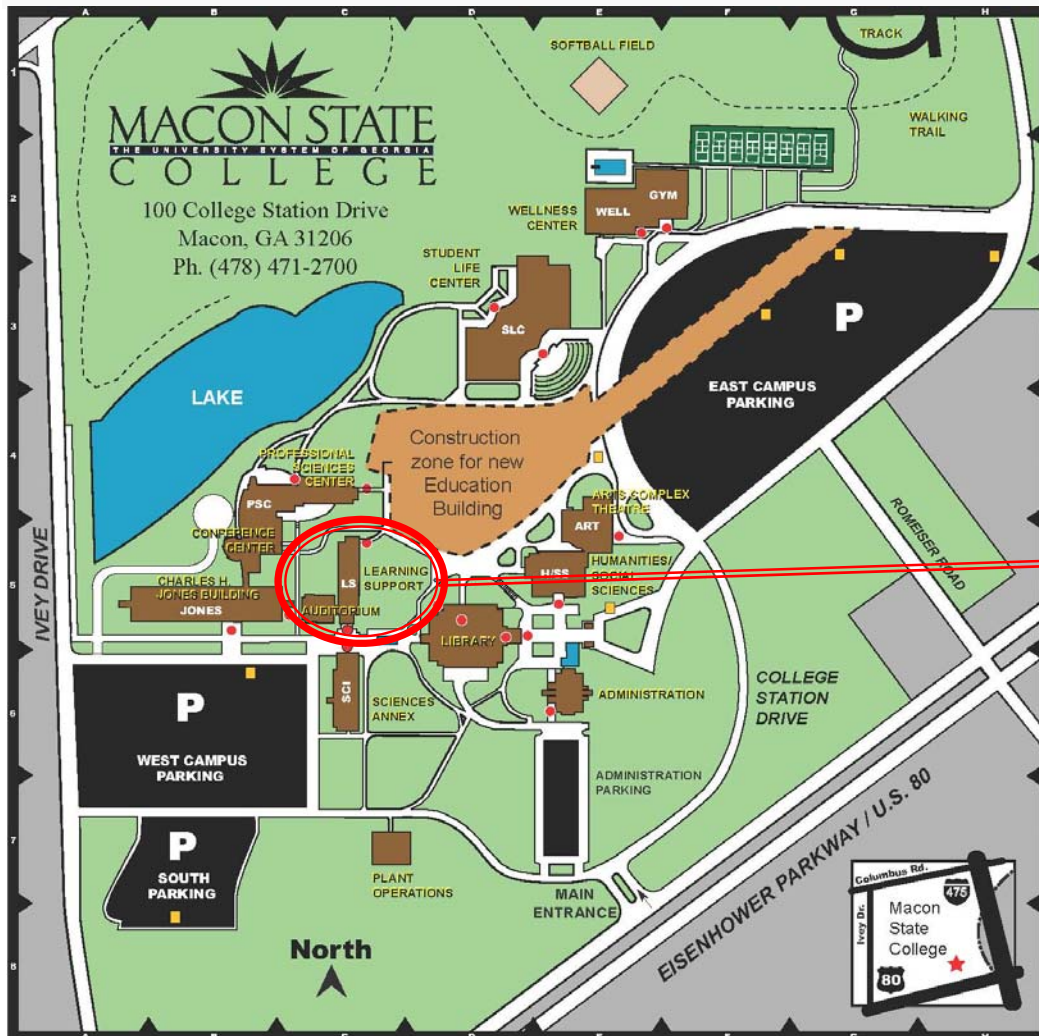 A B C D E F G H
1
2
3
4
5
6
7
8
MACON STATE
THE UNIVERSITY SYSTEM OF GEORGIA
COLLEGE
100 College Station Drive
Macon, GA 31206
Ph. (478) 471-2700
SOFTBALL FIELD
TRACK
WALKING
TRAIL
GYM
WELL
WELLNESS
CENTER
STUDENT
LIFE
CENTER
SLC
P
EAST CAMPUS
PARKING
LAKE
Construction
zone for new
Education
Building
PROFESSIONAL
SCIENCES
CENTER
PSC
CONFERENCE
CENTER
ARTS COMPLEX
THEATRE
ART
HUMANITIES/
SOCIAL
SCIENCES
H/SS
LS
LEARNING
SUPPORT
AUDITORIUM
CHARLES H.
JONES BUILDING
JONES
LIBRARY
IVEY DRIVE
ROMEISER ROAD
SCI
SCIENCES
ANNEX
ADMINISTRATION
COLLEGE
STATION
DRIVE
P
WEST CAMPUS
PARKING
ADMINISTRATION
PARKING
P
SOUTH
PARKING
PLANT
OPERATIONS
MAIN
ENTRANCE
EISENHOWER PARKWAY / U.S. 80
North
Columbus Rd.
475
Ivey Dr.
Macon
State
College
80